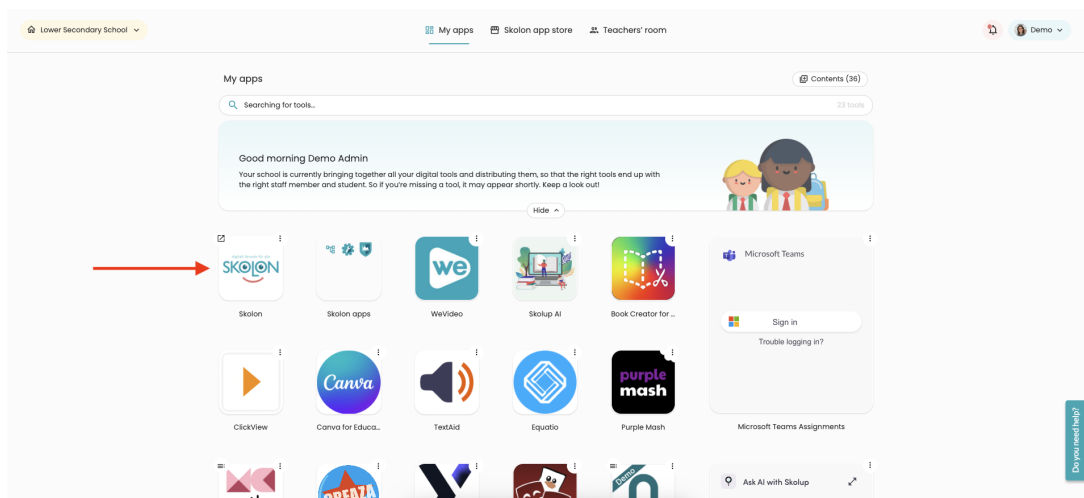 Lower Secondary School
My apps
Skolon app store
Teachers' room
Demo
My apps
Contents (36)
Searching for tools...
23 tools
Good morning Demo Admin
Your school is currently bringing together all your digital tools and distributing them, so that the right tools end up with
the right staff member and student. So if you're missing a tool, it may appear shortly. Keep a look out!
Hide
SKOLON
we
Microsoft Teams
Sign in
Trouble logging in?
Skolon
Skolon apps
WeVideo
Skolup AI
Book Creator for ...
Canva
purple
mash
ClickView
Canva for Educa...
TextAid
Equatio
Purple Mash
Microsoft Teams Assignments
Do you need help?
Demo
Ask AI with Skolup